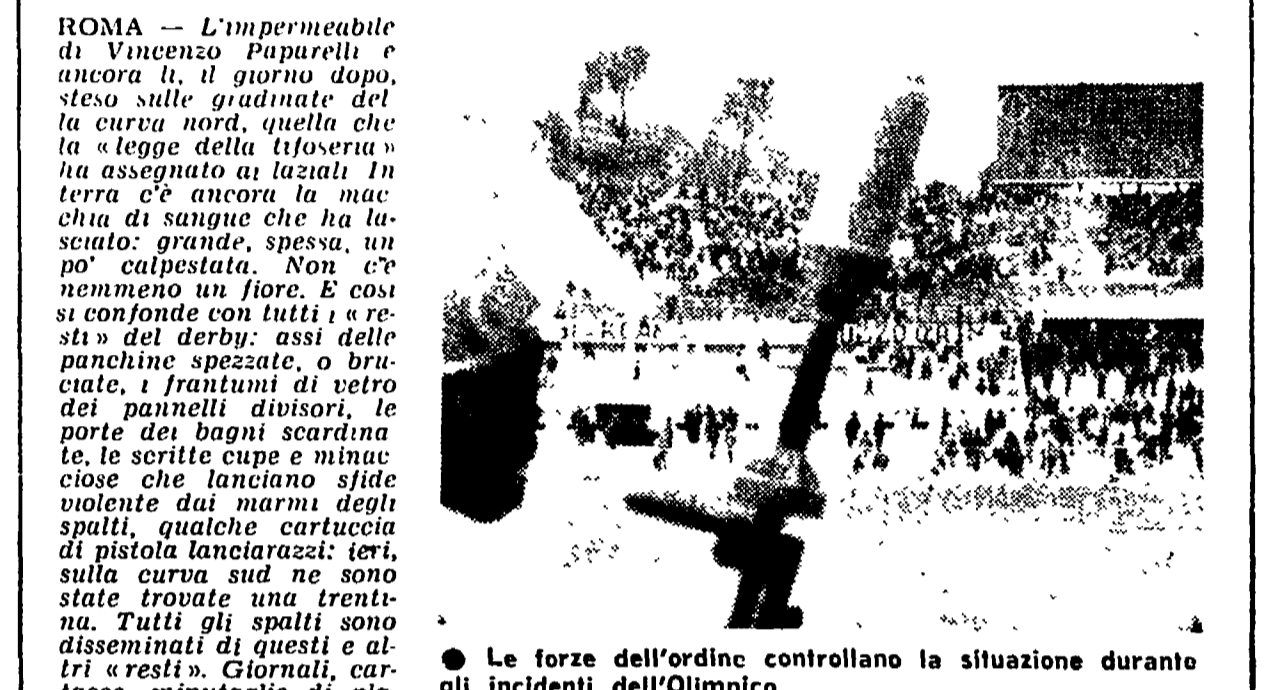 ROMA — L'impermeabile
di Vincenzo Paparelli è
ancora lì, il giorno dopo,
steso sulle gradinate del
la curva nord, quella che
la «legge della tifoseria»
ha assegnato ai laziali In
terra c'è ancora la mac
chia di sangue che ha la-
sciato: grande, spessa, un
po' calpestata. Non c'è
nemmeno un fiore. E così
si confonde con tutti i «re-
sti» del derby: assi delle
panchine spezzate, o bru-
ciate, i frantumi di vetro
dei pannelli divisori, le
porte dei bagni scardina
te, le scritte cupe e minac
ciose che lanciano sfide
violente dai marmi degli
spalti, qualche cartuccia
di pistola lanciarazzi: ieri,
sulla curva sud ne sono
state trovate una trenti-
na. Tutti gli spalti sono
disseminati di questi e al-
tri «resti». Giornali, car-
● Le forze dell'ordine controllano la situazione durante
gli incidenti dell'Olimpico